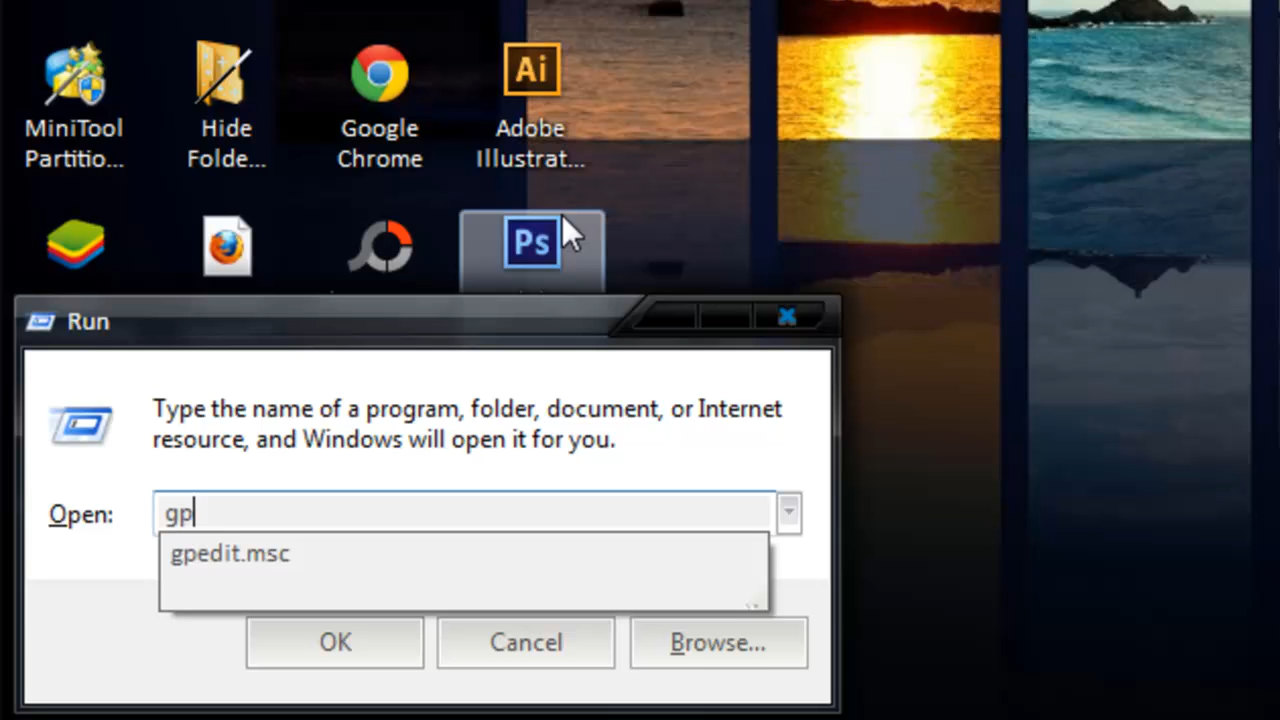 MiniTool
Partitio...
Hide
Folde...
Google
Chrome
Ai
Adobe
Illustrat...
Ps
Run
Type the name of a program, folder, document, or Internet
resource, and Windows will open it for you.
Open:
gp
gpedit.msc
OK
Cancel
Browse...